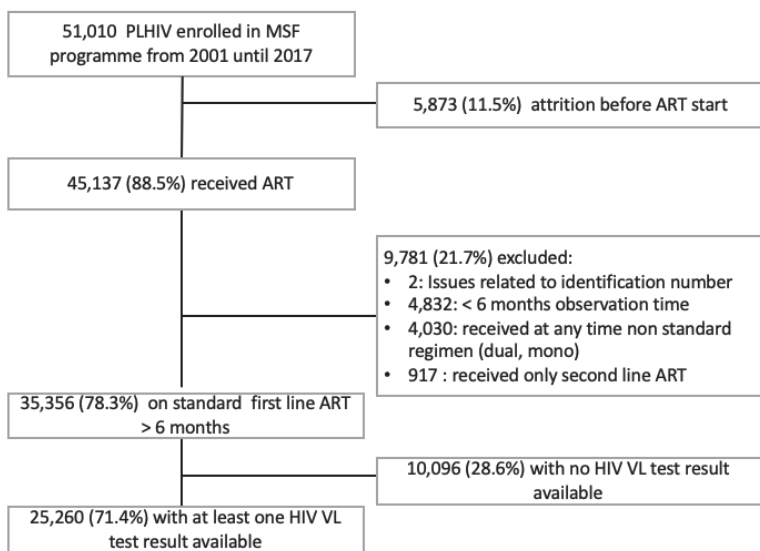 51,010 PLHIV enrolled in MSF
programme from 2001 until 2017
5,873 (11.5%) attrition before ART start
45,137 (88.5%) received ART
9,781 (21.7%) excluded:
• 2: Issues related to identification number
• 4,832: < 6 months observation time
• 4,030: received at any time non standard
regimen (dual, mono)
• 917 : received only second line ART
35,356 (78.3%) on standard first line ART
> 6 months
10,096 (28.6%) with no HIV VL test result
available
25,260 (71.4%) with at least one HIV VL
test result available